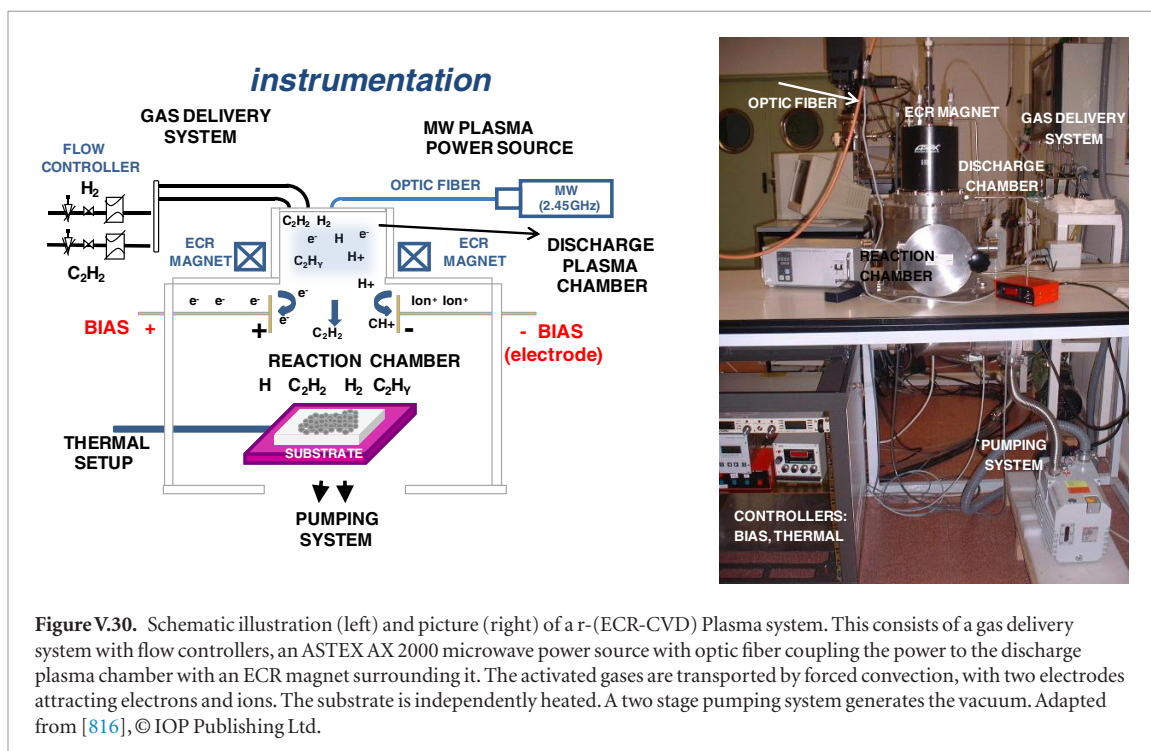 instrumentation
GAS DELIVERY
SYSTEM
MW PLASMA
POWER SOURCE
FLOW
CONTROLLER
H₂
C₂H₂
OPTIC FIBER
MW
(2.45GHz)
C₂H₂ H₂
e⁻ H e⁻
C₂Hᵧ H+
ECR
MAGNET
ECR
MAGNET
DISCHARGE
PLASMA
CHAMBER
H+
e⁻ e⁻ e⁻ e⁻
Ion⁺ Ion⁺
e⁻
CH+
BIAS +
+
C₂H₂
-
- BIAS
(electrode)
REACTION CHAMBER
H C₂H₂ H₂ C₂Hᵧ
THERMAL
SETUP
SUBSTRATE
PUMPING
SYSTEM
OPTIC FIBER
ECR MAGNET
GAS DELIVERY
SYSTEM
ASTEX
DISCHARGE
CHAMBER
REACTION
CHAMBER
PUMPING
SYSTEM
CONTROLLERS:
BIAS, THERMAL
Figure V.30. Schematic illustration (left) and picture (right) of a r-(ECR-CVD) Plasma system. This consists of a gas delivery
system with flow controllers, an ASTEX AX 2000 microwave power source with optic fiber coupling the power to the discharge
plasma chamber with an ECR magnet surrounding it. The activated gases are transported by forced convection, with two electrodes
attracting electrons and ions. The substrate is independently heated. A two stage pumping system generates the vacuum. Adapted
from [816], © IOP Publishing Ltd.